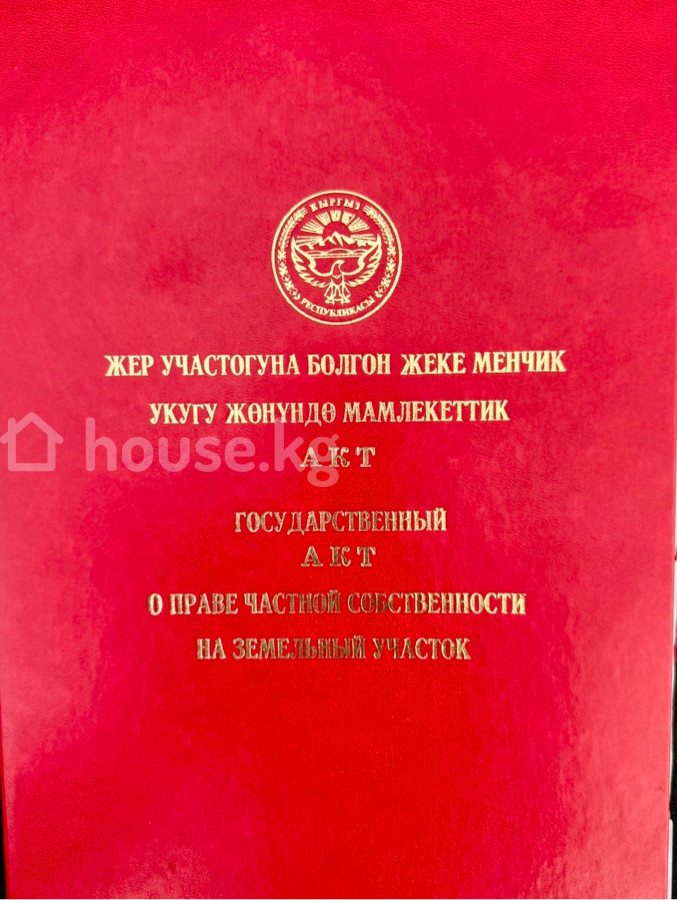 КЫРГЫЗ
РЕСПУБЛИКАСЫ
ЖЕР УЧАСТОГУНА БОЛГОН ЖЕКЕ МЕНЧИК
УКУГУ ЖӨНҮНДӨ МАМЛЕКЕТТИК
house.kg
АКТ
ГОСУДАРСТВЕННЫЙ
АКТ
О ПРАВЕ ЧАСТНОЙ СОБСТВЕННОСТИ
НА ЗЕМЕЛЬНЫЙ УЧАСТОК